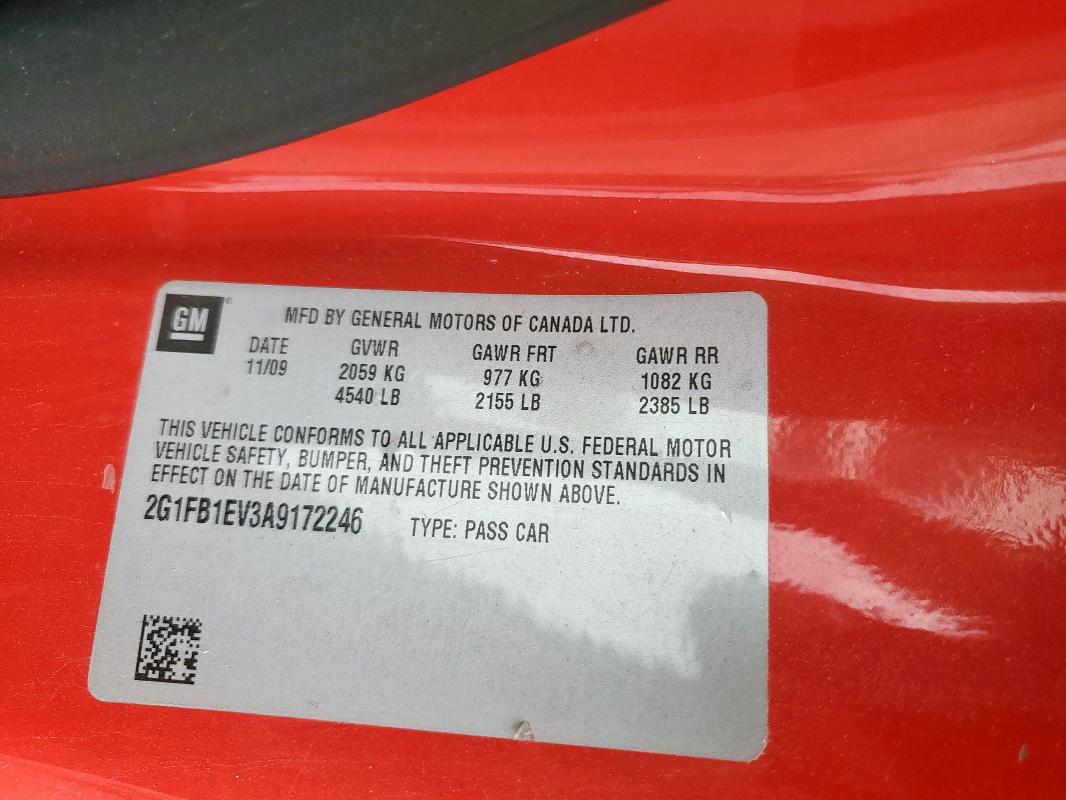 GM
MFD BY GENERAL MOTORS OF CANADA LTD.
DATE GVWR GAWR FRT GAWR RR
11/09 2059 KG 977 KG 1082 KG
4540 LB 2155 LB 2385 LB
THIS VEHICLE CONFORMS TO ALL APPLICABLE U.S. FEDERAL MOTOR
VEHICLE SAFETY, BUMPER, AND THEFT PREVENTION STANDARDS IN
EFFECT ON THE DATE OF MANUFACTURE SHOWN ABOVE.
2G1FB1EV3A9172246 TYPE: PASS CAR